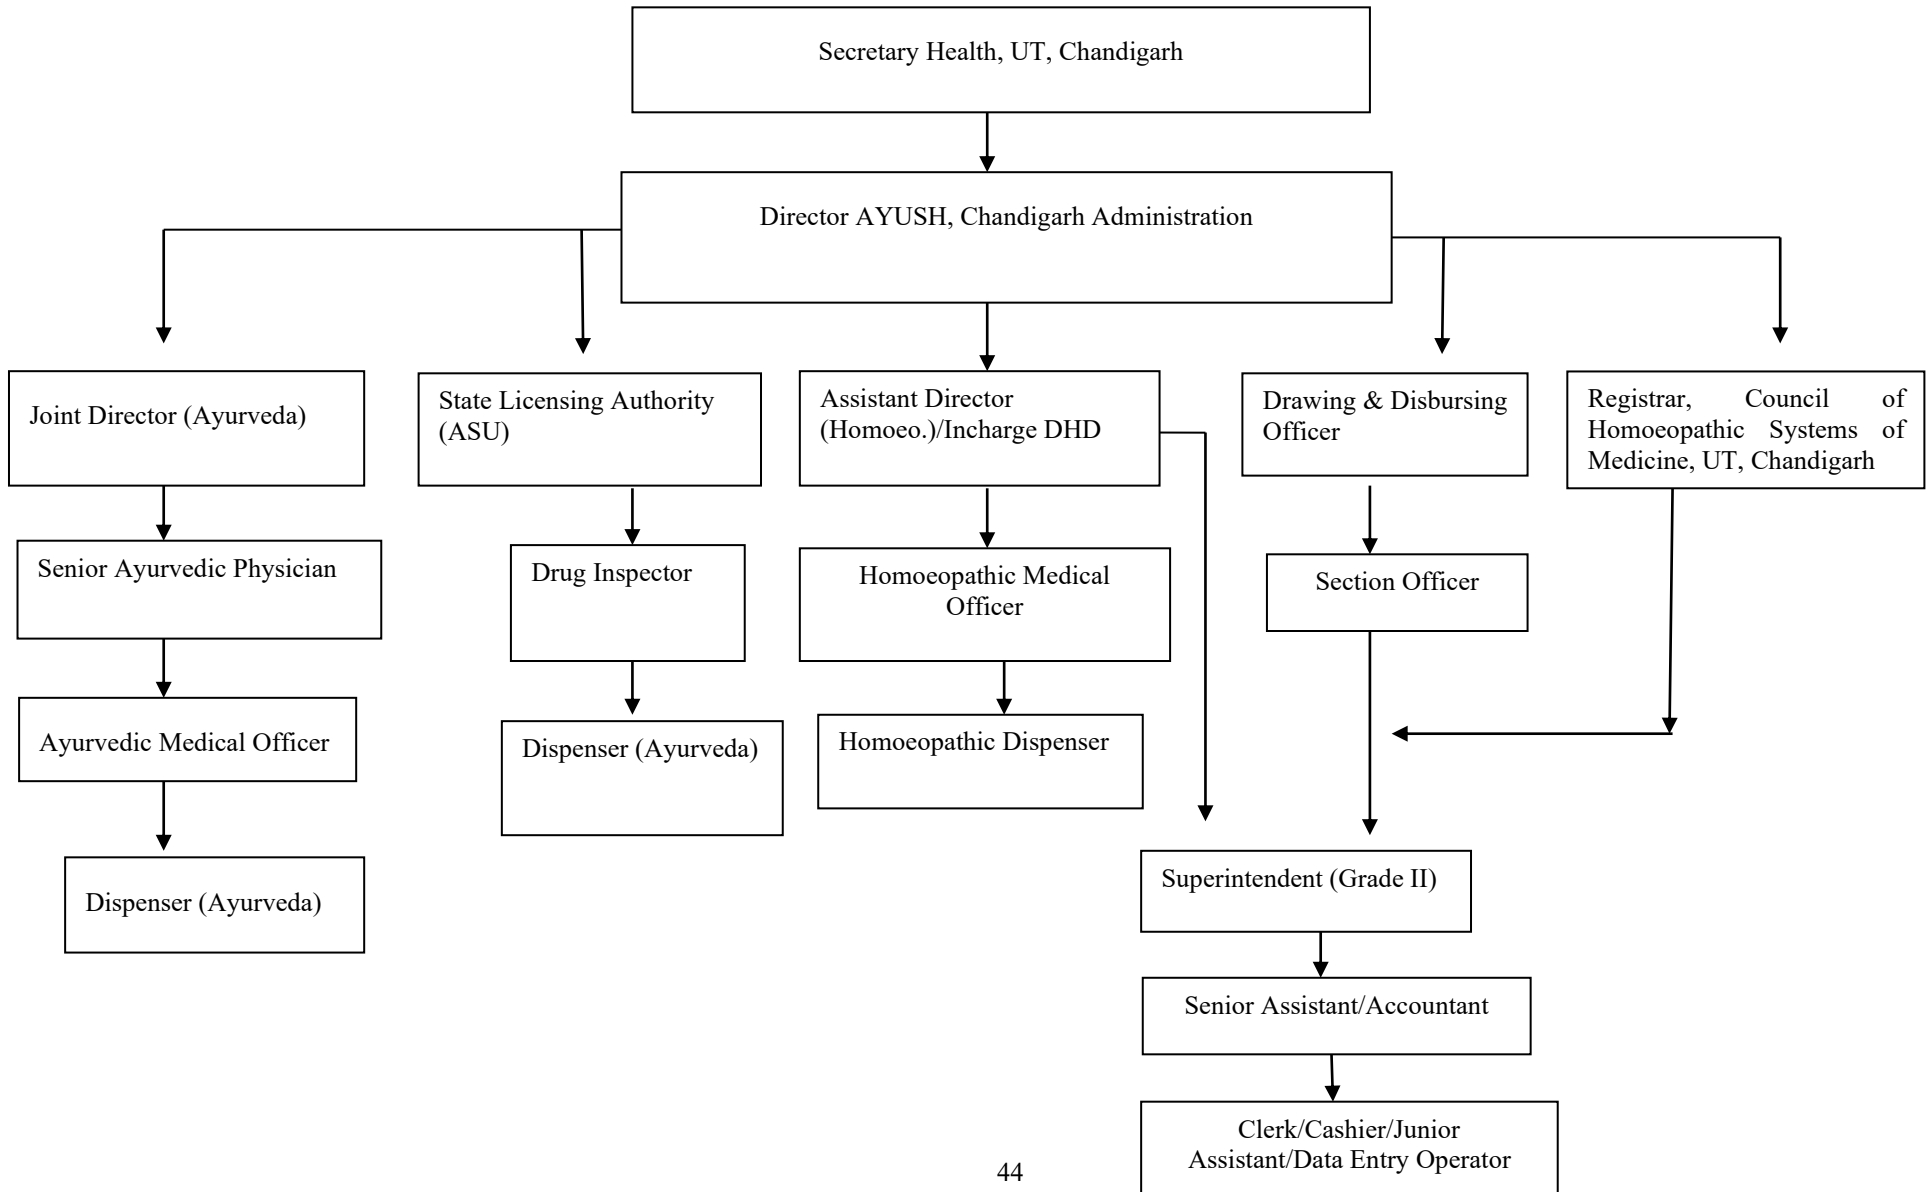 Secretary Health, UT, Chandigarh
Director AYUSH, Chandigarh Administration
Joint Director (Ayurveda)
State Licensing Authority
(ASU)
Assistant Director
(Homoeo.)/Incharge DHD
Drawing & Disbursing
Officer
Registrar, Council of
Homoeopathic Systems of
Medicine, UT, Chandigarh
Senior Ayurvedic Physician
Drug Inspector
Homoeopathic Medical
Officer
Section Officer
Ayurvedic Medical Officer
Dispenser (Ayurveda)
Homoeopathic Dispenser
Dispenser (Ayurveda)
Superintendent (Grade II)
Senior Assistant/Accountant
Clerk/Cashier/Junior
Assistant/Data Entry Operator
44